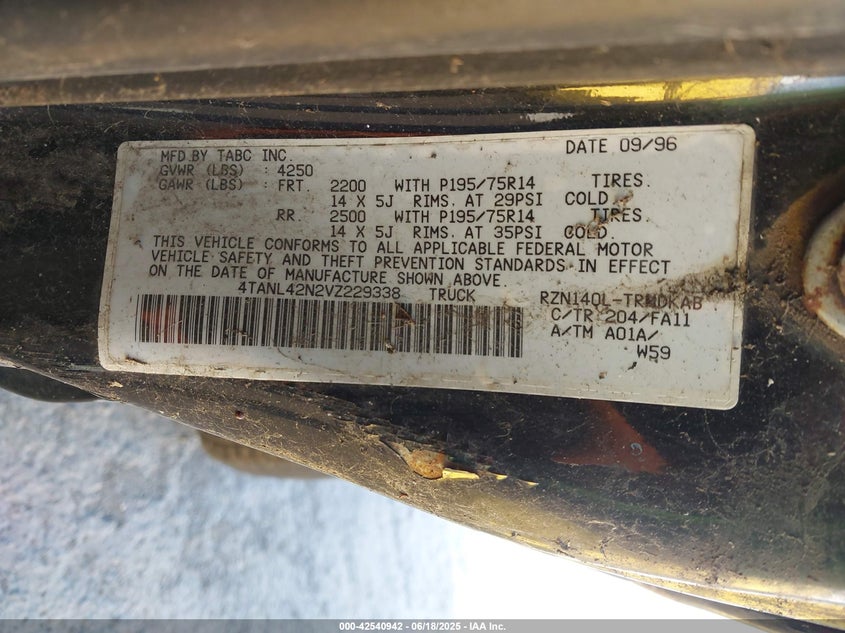 MFD BY TABC INC. DATE 09/96
GVWR (LBS) : 4250
GAWR (LBS) : FRT. 2200 WITH P195/75R14 TIRES.
14 X 5J RIMS. AT 29PSI COLD.
RR. 2500 WITH P195/75R14 TIRES.
14 X 5J RIMS. AT 35PSI COLD.
THIS VEHICLE CONFORMS TO ALL APPLICABLE FEDERAL MOTOR
VEHICLE SAFETY AND THEFT PREVENTION STANDARDS IN EFFECT
ON THE DATE OF MANUFACTURE SHOWN ABOVE.
4TANL42N2VZ229338 TRUCK RZN140L-TRMDKAB
C/TR 204/FA11
A/TM A01A/
W59
000-42540942 - 06/18/2025 - IAA Inc.